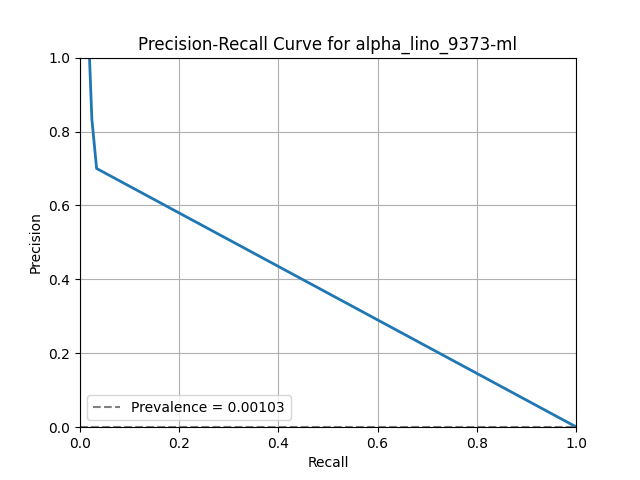 Precision-Recall Curve for alpha_lino_9373-ml
1.0
0.8
0.6
0.4
0.2
0.0
Precision
Prevalence = 0.00103
0.0 0.2 0.4 0.6 0.8 1.0
Recall